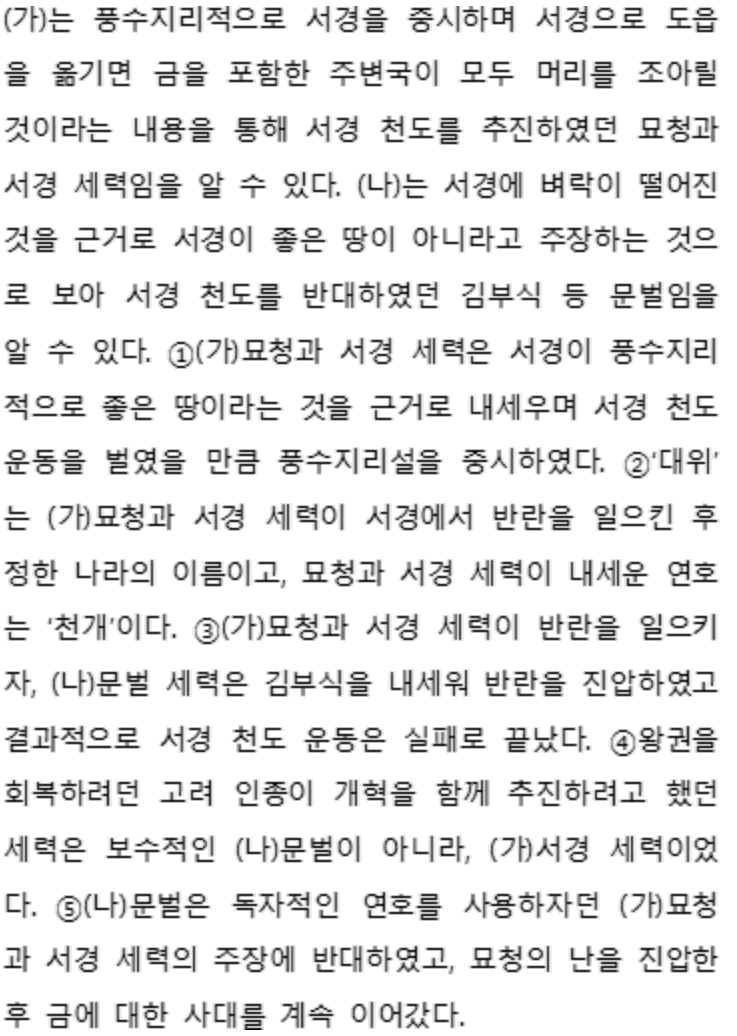 (가)는 풍수지리적으로 서경을 중시하며 서경으로 도읍
을 옮기면 금을 포함한 주변국이 모두 머리를 조아릴
것이라는 내용을 통해 서경 천도를 추진하였던 묘청과
서경 세력임을 알 수 있다. (나)는 서경에 벼락이 떨어진
것을 근거로 서경이 좋은 땅이 아니라고 주장하는 것으
로 보아 서경 천도를 반대하였던 김부식 등 문벌임을
알 수 있다. ①(가)묘청과 서경 세력은 서경이 풍수지리
적으로 좋은 땅이라는 것을 근거로 내세우며 서경 천도
운동을 벌였을 만큼 풍수지리설을 중시하였다. ②‘대위’
는 (가)묘청과 서경 세력이 서경에서 반란을 일으킨 후
정한 나라의 이름이고, 묘청과 서경 세력이 내세운 연호
는 ‘천개’이다. ③(가)묘청과 서경 세력이 반란을 일으키
자, (나)문벌 세력은 김부식을 내세워 반란을 진압하였고
결과적으로 서경 천도 운동은 실패로 끝났다. ④왕권을
회복하려던 고려 인종이 개혁을 함께 추진하려고 했던
세력은 보수적인 (나)문벌이 아니라, (가)서경 세력이었
다. ⑤(나)문벌은 독자적인 연호를 사용하자던 (가)묘청
과 서경 세력의 주장에 반대하였고, 묘청의 난을 진압한
후 금에 대한 사대를 계속 이어갔다.